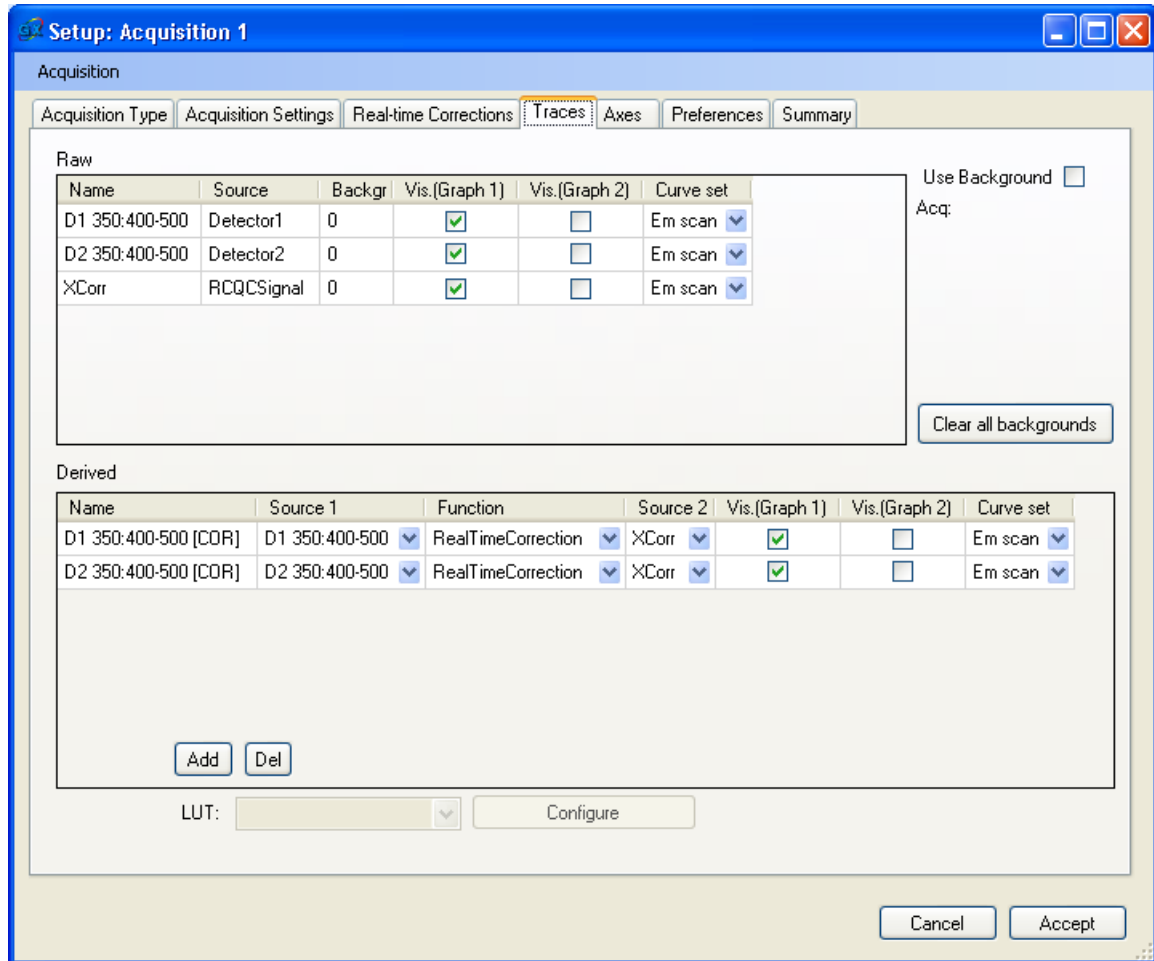 Setup: Acquisition 1
Acquisition
Acquisition Type Acquisition Settings Real-time Corrections Traces Axes Preferences Summary
Raw
Use Background
Name Source Backgr Vis.(Graph 1) Vis.(Graph 2) Curve set
Acq:
D1 350:400-500 Detector1 0 Em scan
D2 350:400-500 Detector2 0 Em scan
XCorr RCQCSignal 0 Em scan
Clear all backgrounds
Derived
Name Source 1 Function Source 2 Vis.(Graph 1) Vis.(Graph 2) Curve set
D1 350:400-500 [COR] D1 350:400-500 RealTimeCorrection XCorr Em scan
D2 350:400-500 [COR] D2 350:400-500 RealTimeCorrection XCorr Em scan
Add Del
LUT: Configure
Cancel Accept